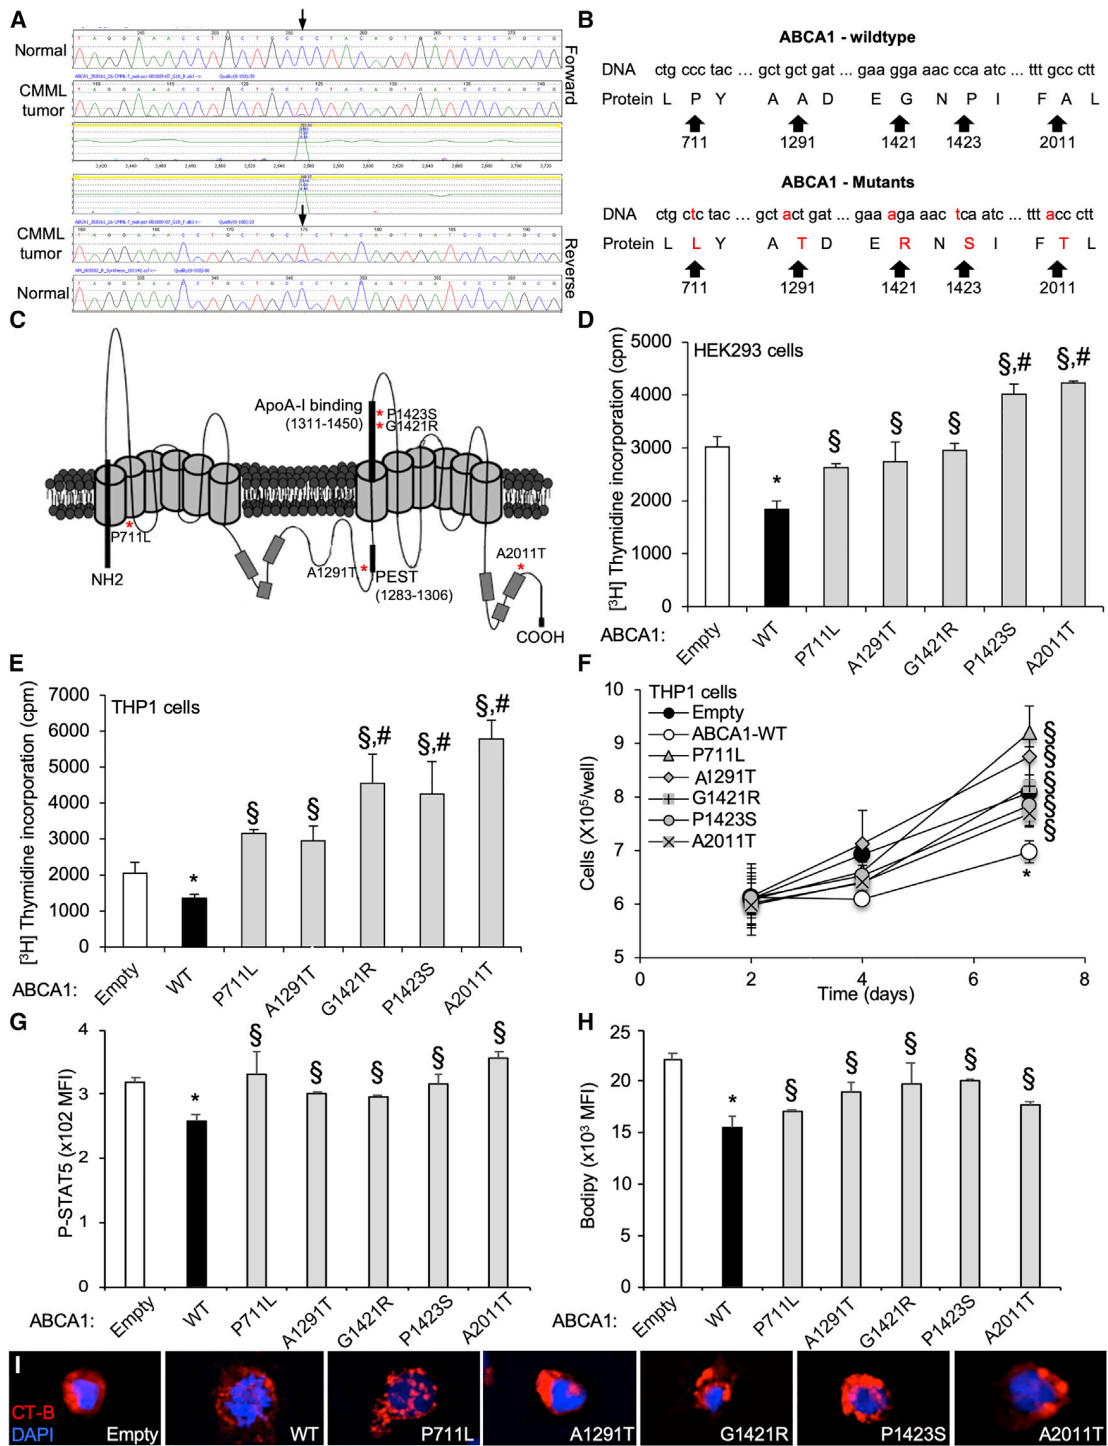 A
Normal
CMML
tumor
Forward
CMML
tumor
Normal
Reverse
B
ABCA1 - wildtype
DNA ctg ccc tac ... gct gct gat ... gaa gga aac cca atc ... ttt gcc ctt
Protein L P Y A A D E G N P I F A L
711 1291 1421 1423 2011
ABCA1 - Mutants
DNA ctg ctc tac ... gct act gat ... gaa aga aac tca atc ... ttt acc ctt
Protein L L Y A T D E R N S I F T L
711 1291 1421 1423 2011
C
ApoA-I binding
(1311-1450)
* P1423S
* G1421R
*
P711L
NH2
A1291T *
PEST
(1283-1306)
A2011T
*
COOH
D
HEK293 cells
[³H] Thymidine incorporation (cpm)
5000
4000
3000
2000
1000
0
* § § § §,# §,#
ABCA1:
Empty WT P711L A1291T G1421R P1423S A2011T
E
THP1 cells
[³H] Thymidine incorporation (cpm)
7000
6000
5000
4000
3000
2000
1000
0
* § § §,# §,# §,#
ABCA1:
Empty WT P711L A1291T G1421R P1423S A2011T
F
THP1 cells
Empty
ABCA1-WT
P711L
A1291T
G1421R
P1423S
A2011T
Cells (X10⁵/well)
10
9
8
7
6
5
§
§
§
§
§
*
0 2 4 6 8
Time (days)
G
P-STAT5 (x102 MFI)
4
3
2
1
0
* § § § § §
ABCA1:
Empty WT P711L A1291T G1421R P1423S A2011T
H
Bodipy (x10³ MFI)
25
20
15
10
5
0
* § § § § §
ABCA1:
Empty WT P711L A1291T G1421R P1423S A2011T
I
CT-B
DAPI
Empty WT P711L A1291T G1421R P1423S A2011T